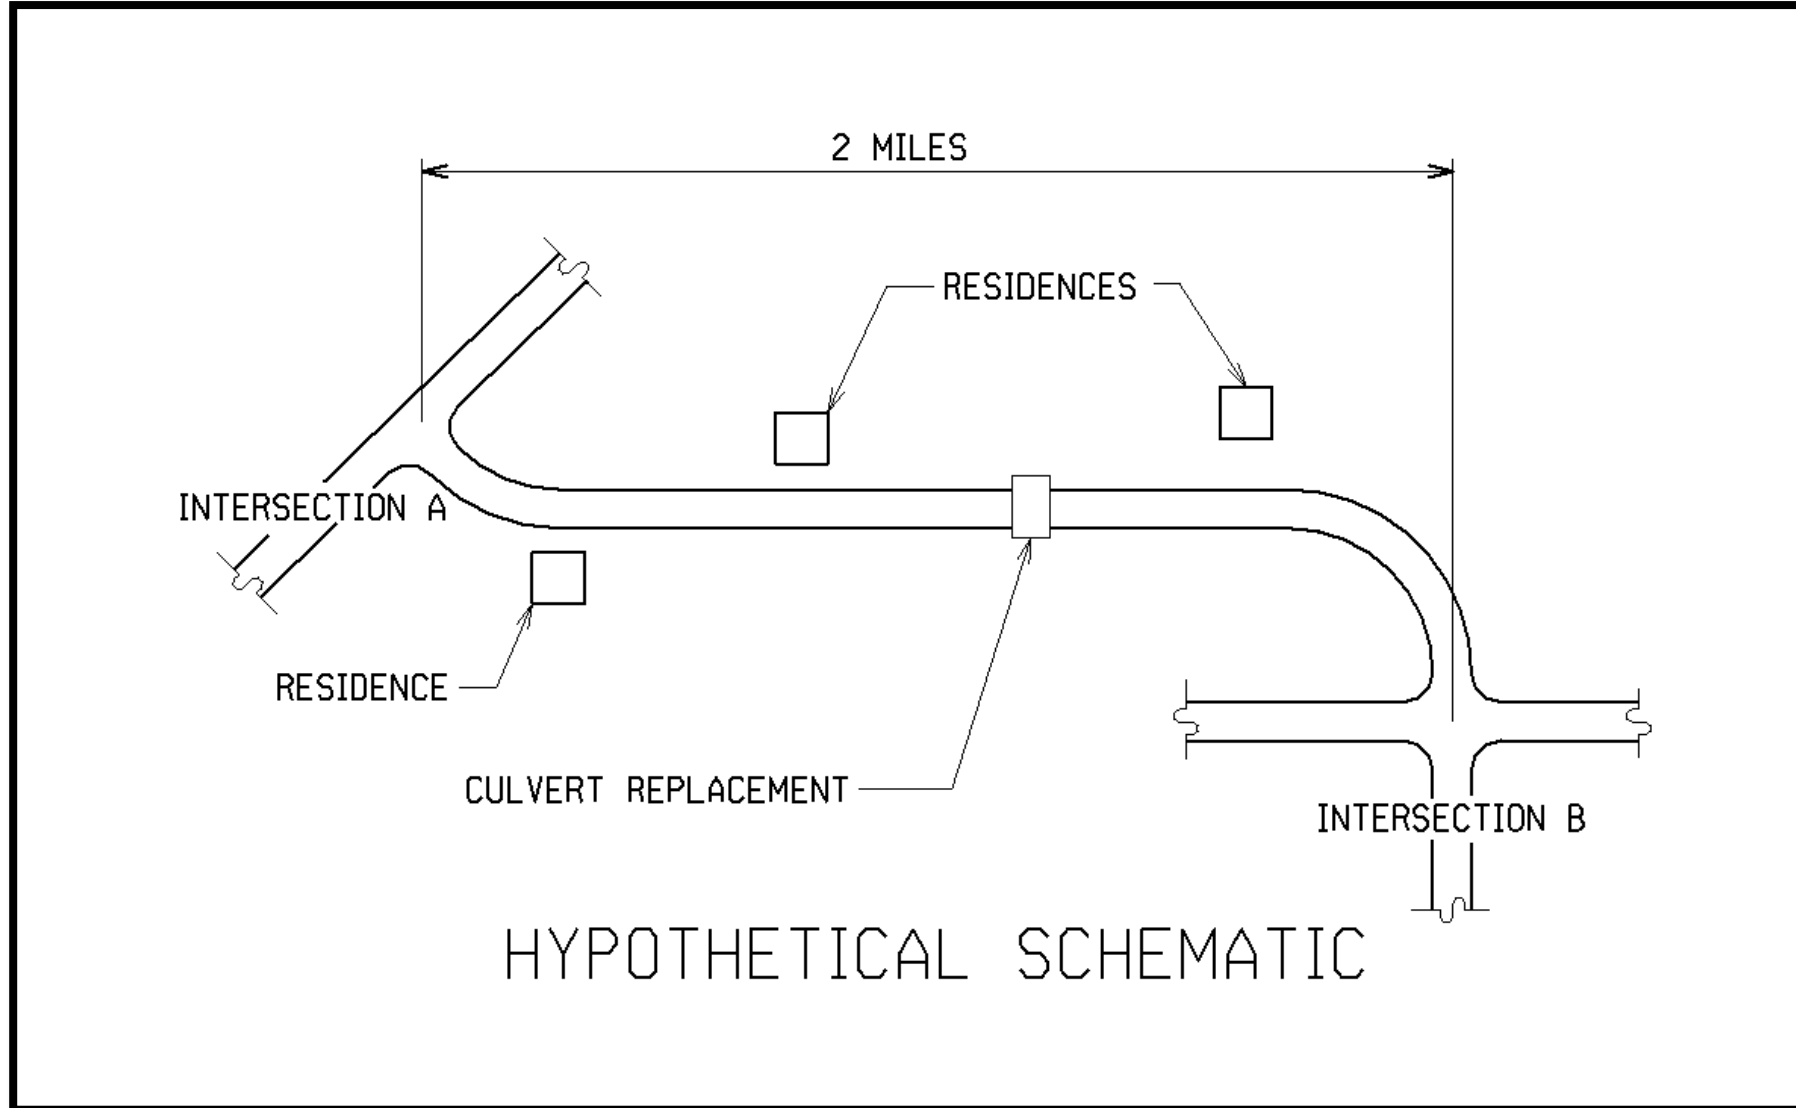 2 MILES
RESIDENCES
INTERSECTION A
RESIDENCE
CULVERT REPLACEMENT
INTERSECTION B
HYPOTHETICAL SCHEMATIC